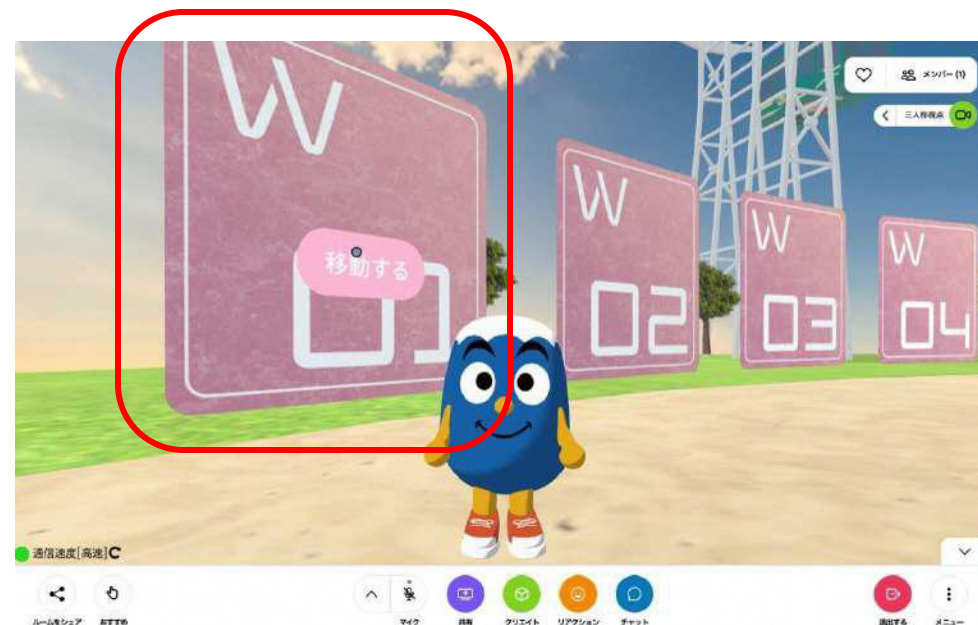 W
01
移動する
W
02
W
03
W
04
メンバー (1)
三人称視点
通信速度[高速]
ルームをシェア
おすすめ
マイク
共有
クリエイト
リアクション
チャット
退出する
メニュー